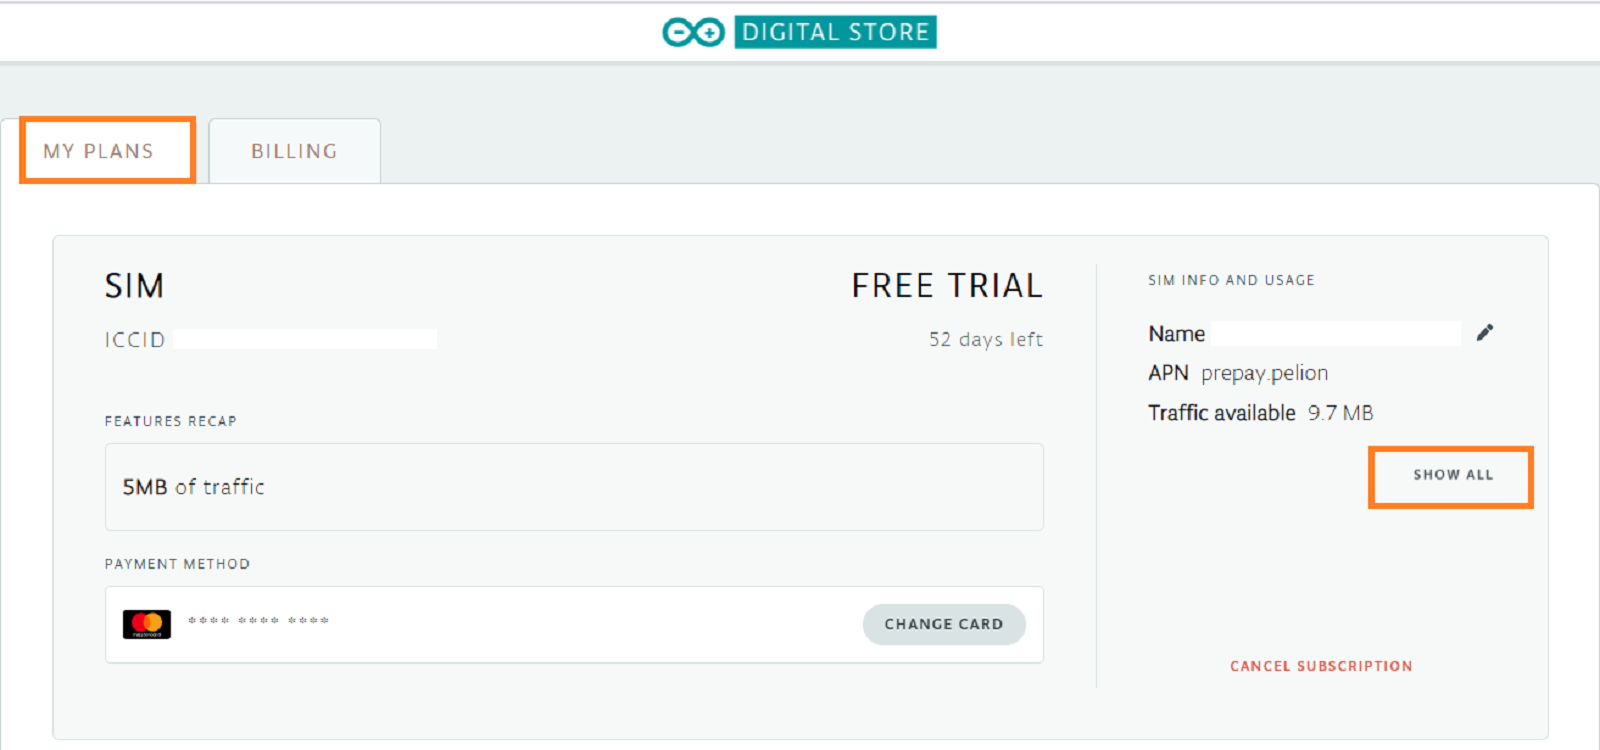 DIGITAL STORE
MY PLANS
BILLING
SIM
FREE TRIAL
ICCID
52 days left
FEATURES RECAP
5MB of traffic
PAYMENT METHOD
**** **** ****
CHANGE CARD
SIM INFO AND USAGE
Name
APN prepay.pelion
Traffic available 9.7 MB
SHOW ALL
CANCEL SUBSCRIPTION